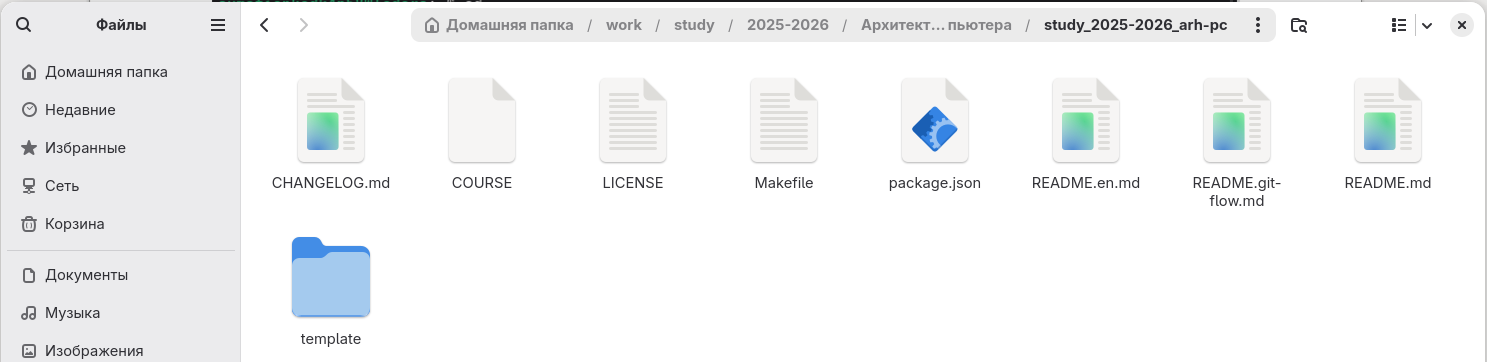 Файлы
Домашняя папка / work / study / 2025-2026 / Архитект... пьютера / study_2025-2026_arh-pc
Домашняя папка
Недавние
Избранные
Сеть
Корзина
Документы
Музыка
Изображения
CHANGELOG.md
COURSE
LICENSE
Makefile
package.json
README.en.md
README.git-
flow.md
README.md
template